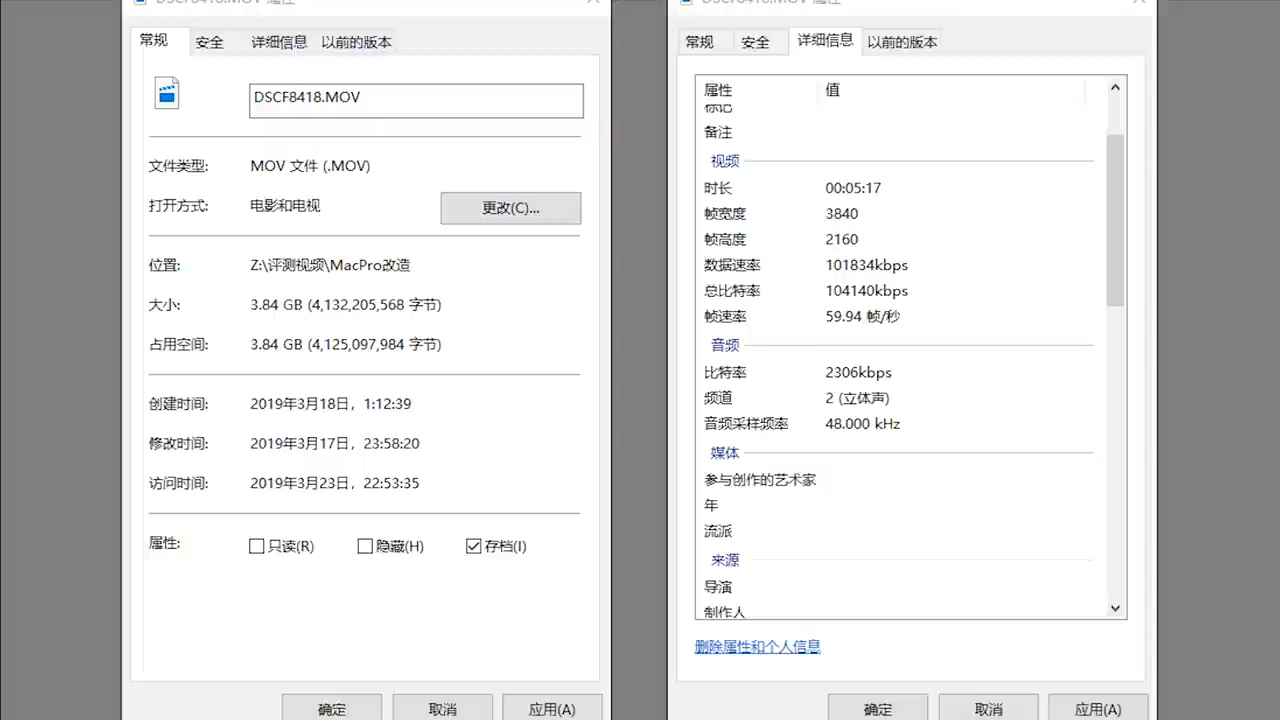 常规
安全
详细信息
以前的版本
DSCF8418.MOV
文件类型: MOV 文件 (.MOV)
打开方式: 电影和电视 更改(C)...
位置: Z:\评测视频\MacPro改造
大小: 3.84 GB (4,132,205,568 字节)
占用空间: 3.84 GB (4,125,097,984 字节)
创建时间: 2019年3月18日，1:12:39
修改时间: 2019年3月17日，23:58:20
访问时间: 2019年3月23日，22:53:35
属性: 只读(R) 隐藏(H) 存档(I)
确定 取消 应用(A)
常规
安全
详细信息
以前的版本
属性 值
标记
备注
视频
时长 00:05:17
帧宽度 3840
帧高度 2160
数据速率 101834kbps
总比特率 104140kbps
帧速率 59.94 帧/秒
音频
比特率 2306kbps
频道 2 (立体声)
音频采样频率 48.000 kHz
媒体
参与创作的艺术家
年
流派
来源
导演
制作人
删除属性和个人信息
确定 取消 应用(A)